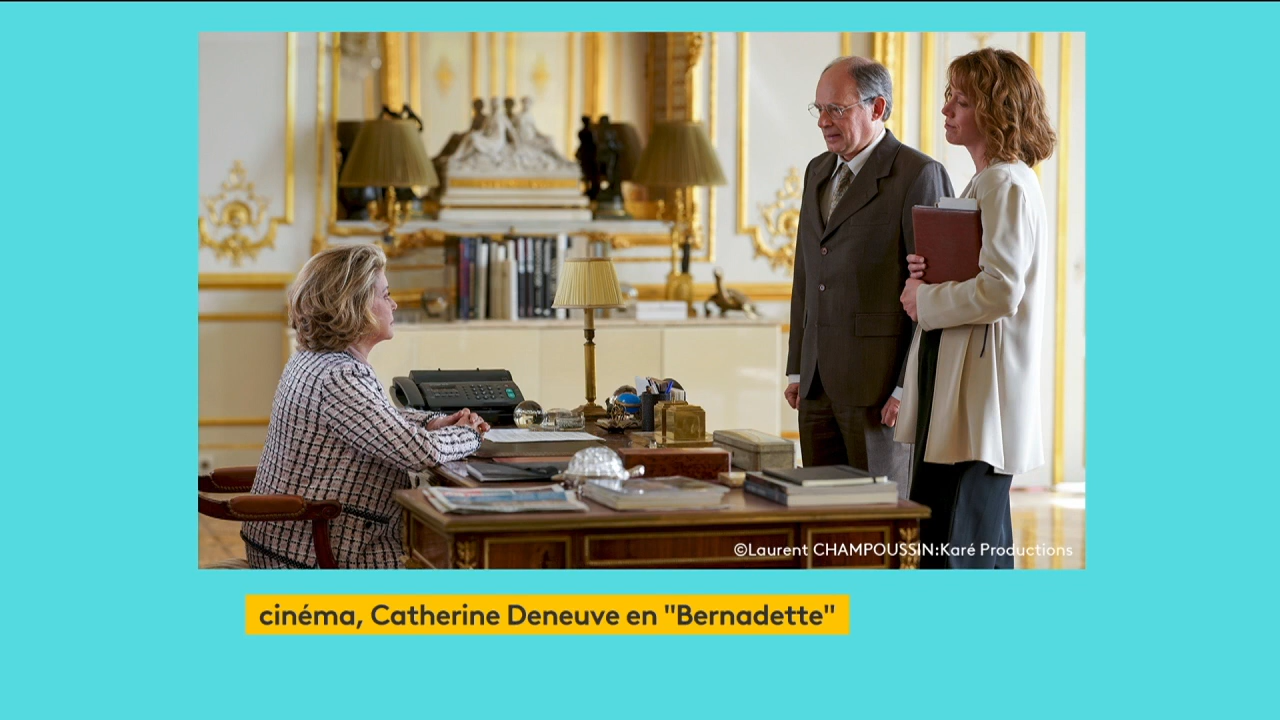 ©Laurent CHAMPOUSSIN:Karé Productions
cinéma, Catherine Deneuve en "Bernadette"